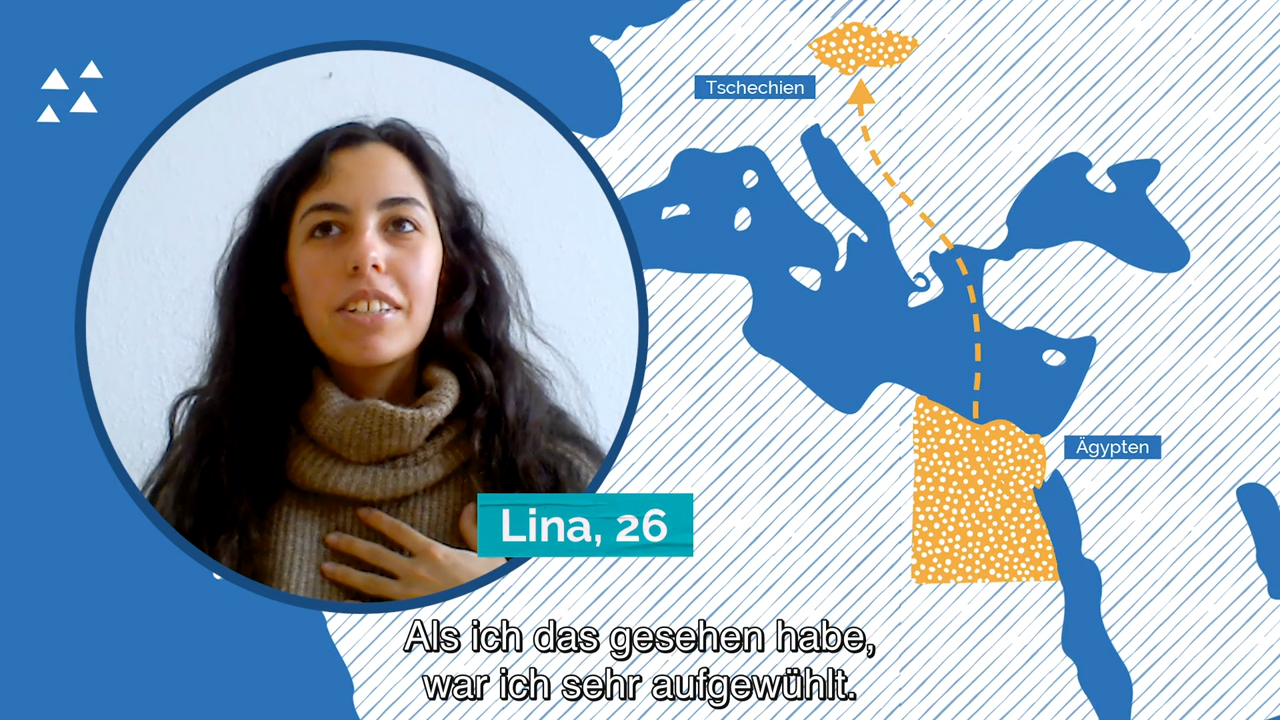 Tschechien
Ägypten
Lina, 26
Als ich das gesehen habe,
war ich sehr aufgewühlt.